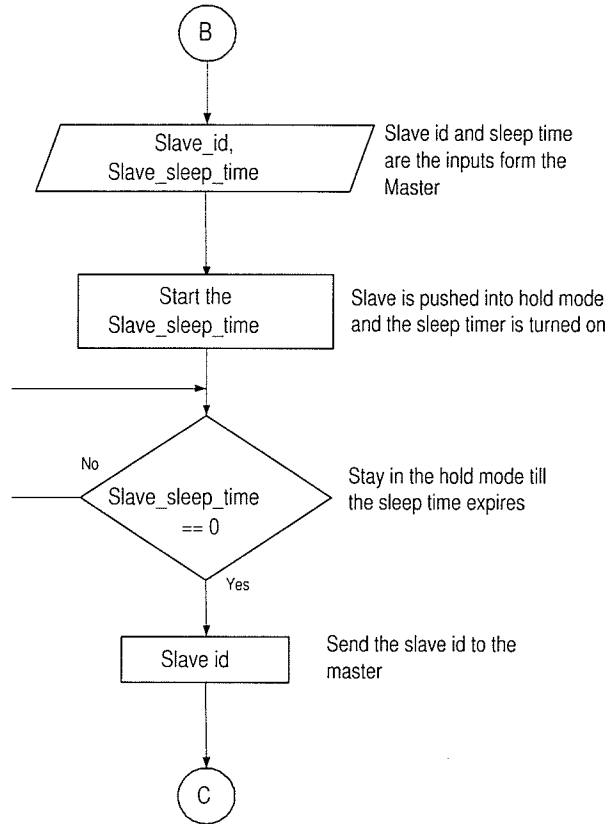 B
Slave_id,
Slave_sleep_time
Slave id and sleep time
are the inputs form the
Master
Start the
Slave_sleep_time
Slave is pushed into hold mode
and the sleep timer is turned on
No
Slave_sleep_time
== 0
Stay in the hold mode till
the sleep time expires
Yes
Slave id
Send the slave id to the
master
C